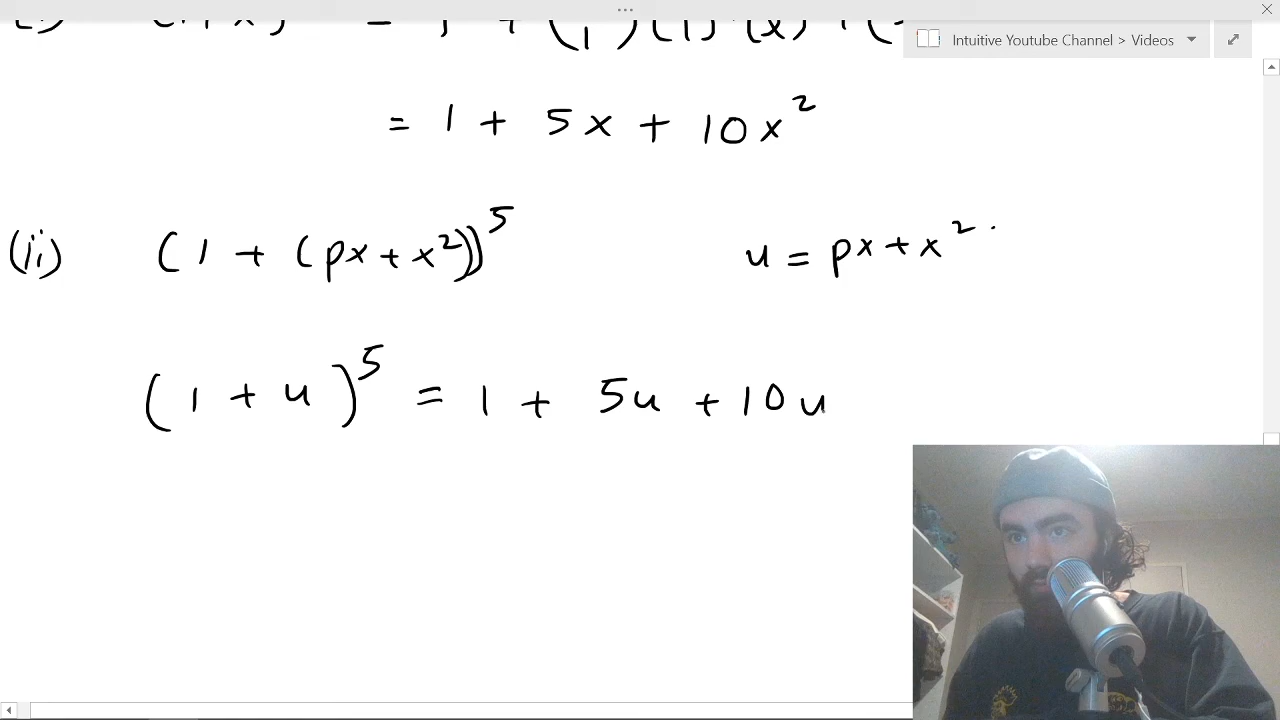 Intuitive Youtube Channel > Videos
= 1 + 5x + 10x²
(ii) (1 + (px + x²))⁵ u = px + x²
(1 + u)⁵ = 1 + 5u + 10u